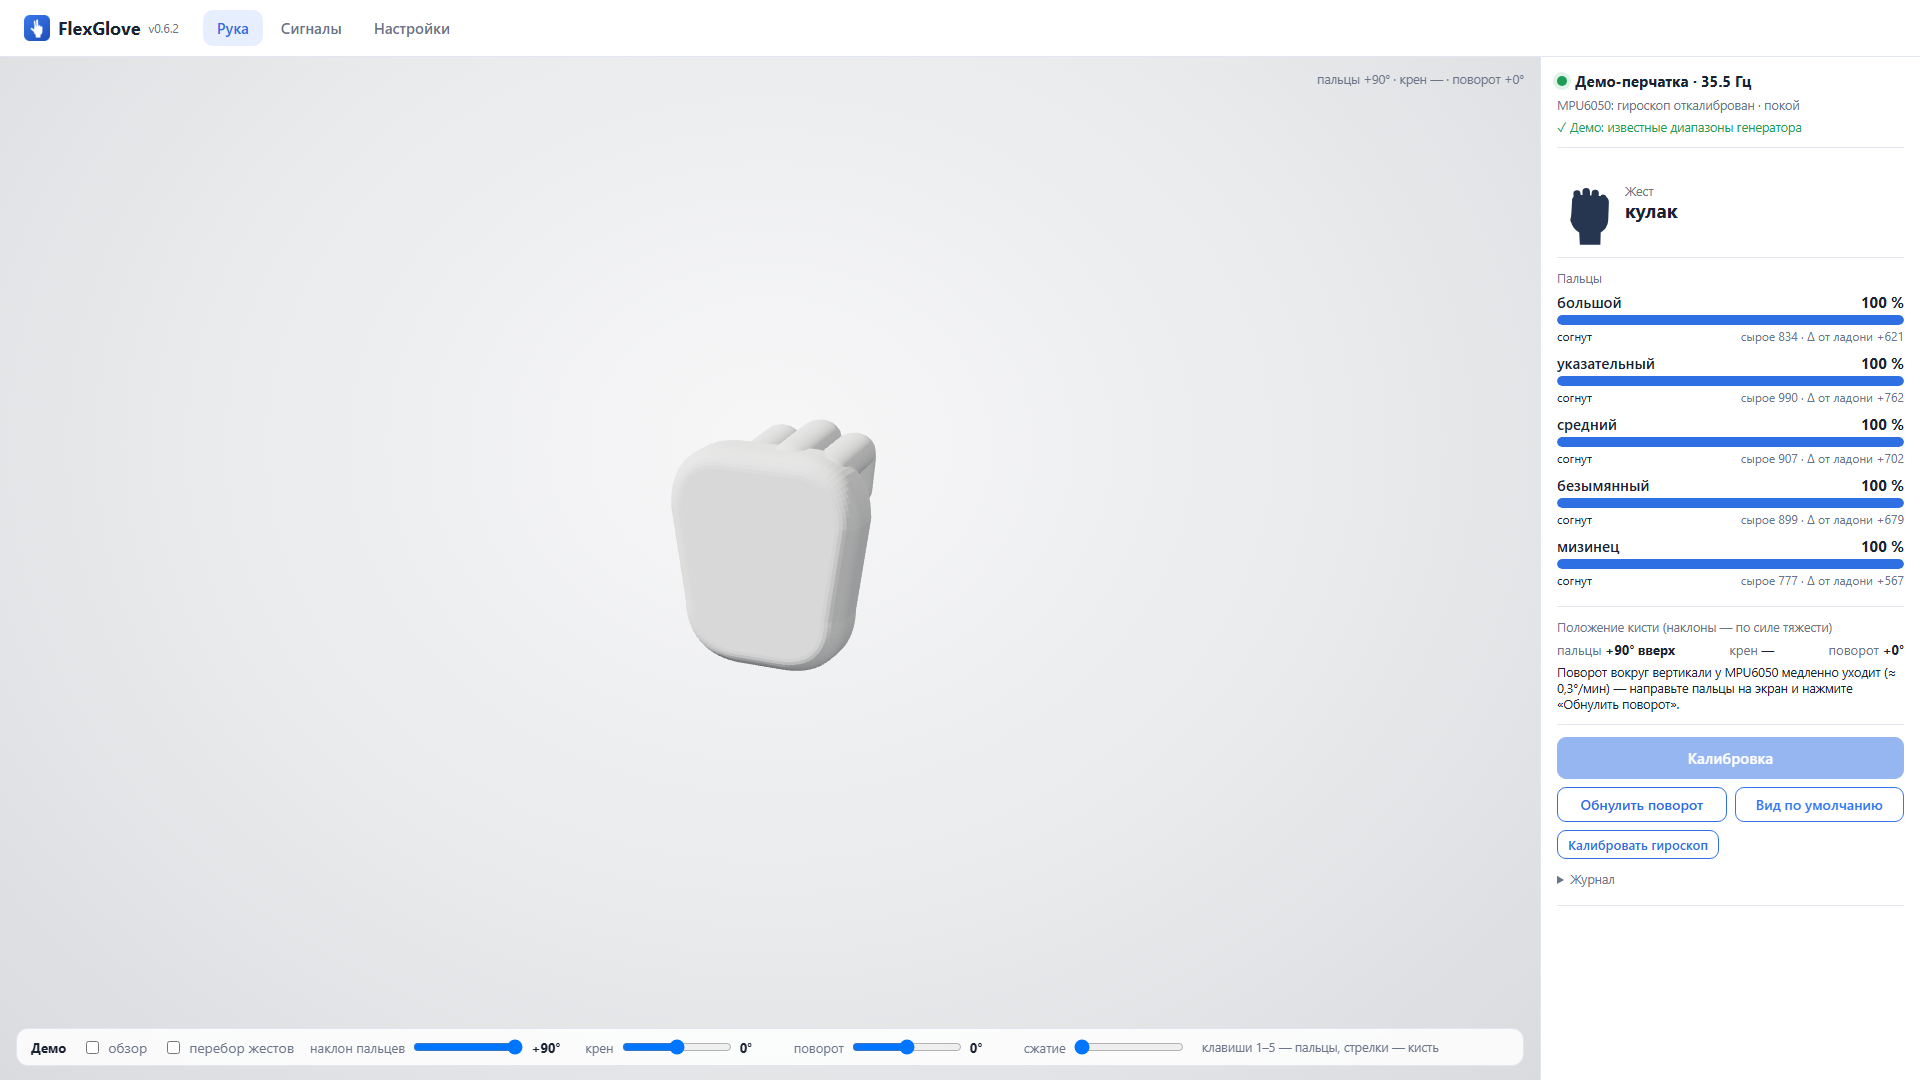 FlexGlove v0.6.2 Рука Сигналы Настройки
пальцы +90° · крен — · поворот +0°
Демо-перчатка · 35.5 Гц
MPU6050: гироскоп откалиброван · покой
✓ Демо: известные диапазоны генератора
Жест
кулак
Пальцы
большой 100 %
согнут сырое 834 · Δ от ладони +621
указательный 100 %
согнут сырое 990 · Δ от ладони +762
средний 100 %
согнут сырое 907 · Δ от ладони +702
безымянный 100 %
согнут сырое 899 · Δ от ладони +679
мизинец 100 %
согнут сырое 777 · Δ от ладони +567
Положение кисти (наклоны — по силе тяжести)
пальцы +90° вверх крен — поворот +0°
Поворот вокруг вертикали у MPU6050 медленно уходит (≈
0,3°/мин) — направьте пальцы на экран и нажмите
«Обнулить поворот».
Калибровка
Обнулить поворот Вид по умолчанию
Калибровать гироскоп
Журнал
Демо обзор перебор жестов наклон пальцев +90° крен 0° поворот 0° сжатие клавиши 1–5 — пальцы, стрелки — кисть